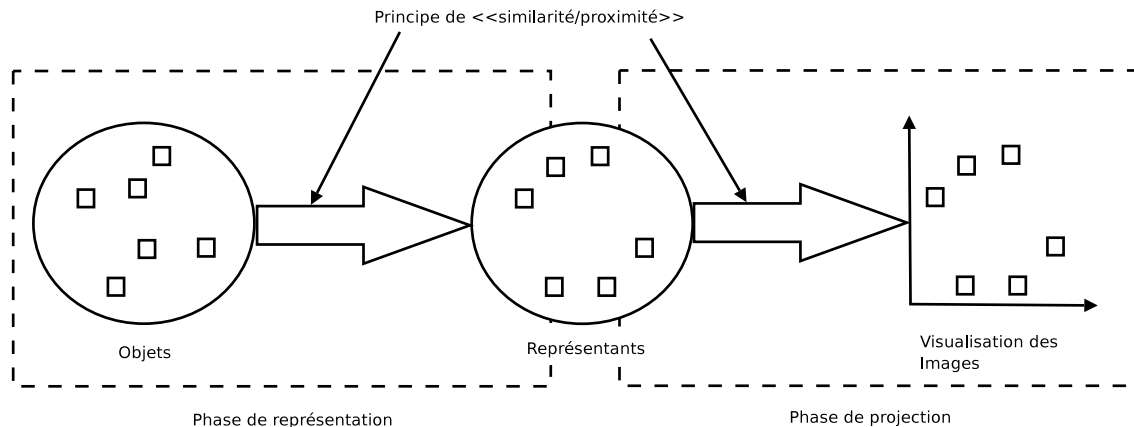 Principe de <<similarité/proximité>>
Objets
Représentants
Visualisation des
Images
Phase de représentation
Phase de projection